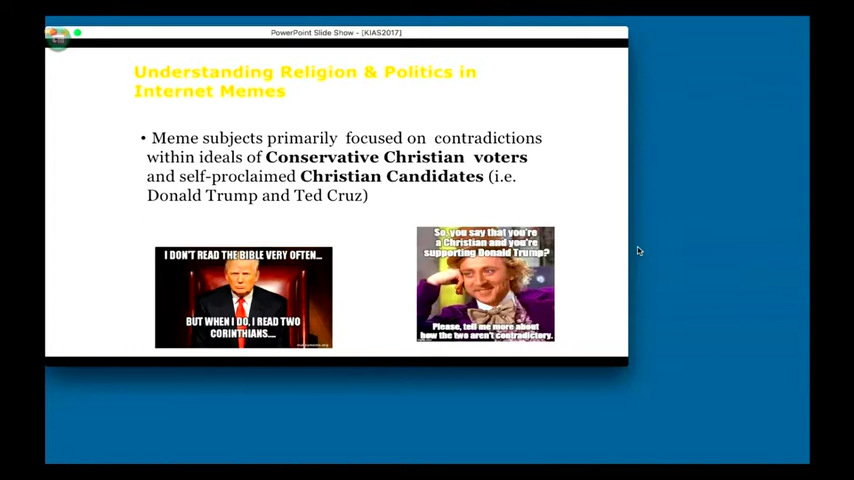 PowerPoint Slide Show - [KIAS2017]
Understanding Religion & Politics in
Internet Memes
• Meme subjects primarily focused on contradictions
within ideals of Conservative Christian voters
and self-proclaimed Christian Candidates (i.e.
Donald Trump and Ted Cruz)
I DON'T READ THE BIBLE VERY OFTEN...
BUT WHEN I DO, I READ TWO
CORINTHIANS....
So, you say that you're
a Christian and you're
supporting Donald Trump?
Please, tell me more about
how the two aren't contradictory.